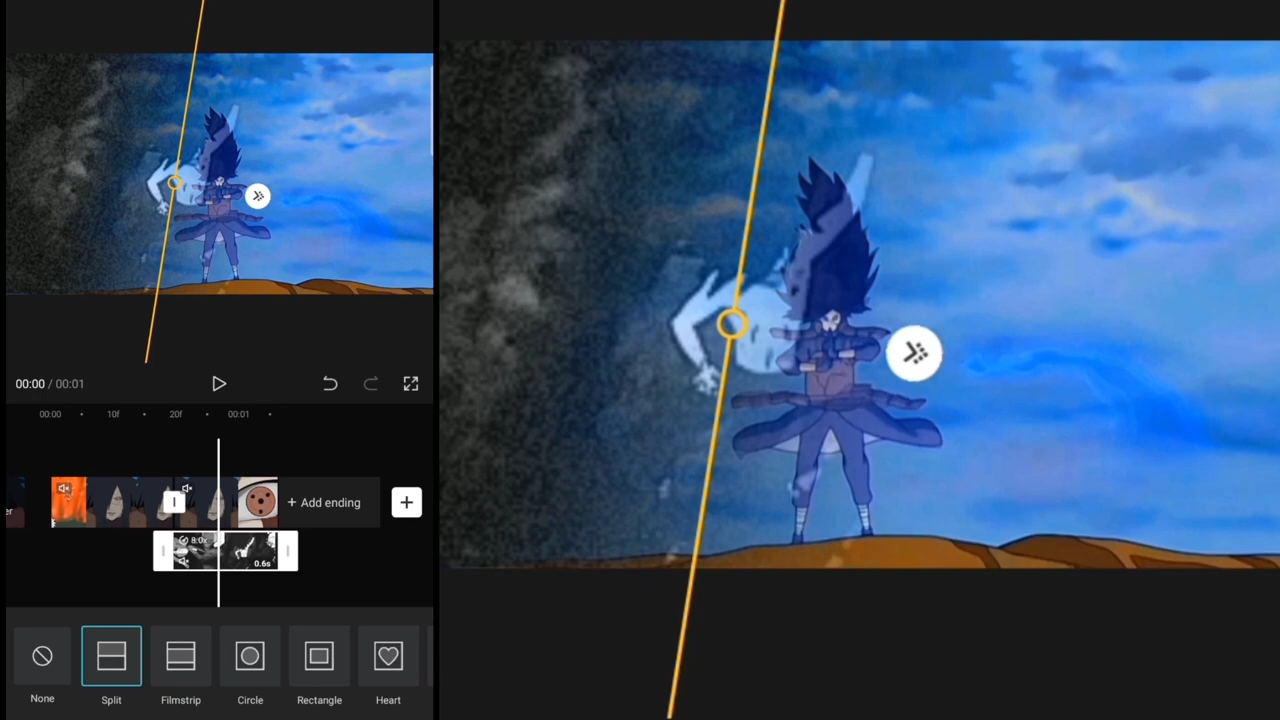 00:00 / 00:01
00:00
10f
20f
00:01
er
+ Add ending
8.0x
0.6s
None
Split
Filmstrip
Circle
Rectangle
Heart